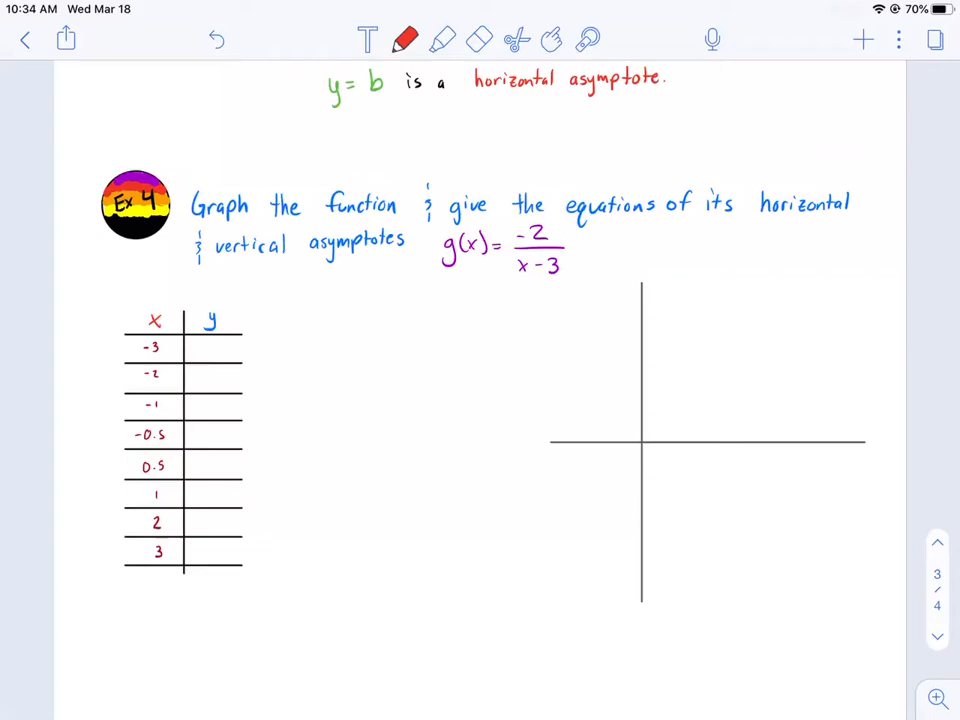 10:34 AM Wed Mar 18
70%
T
y = b is a horizontal asymptote.
Ex 4 Graph the function & give the equations of its horizontal
& vertical asymptotes g(x) = -2 / x - 3
x y
-3
-2
-1
-0.5
0.5
1
2
3
3
/
4